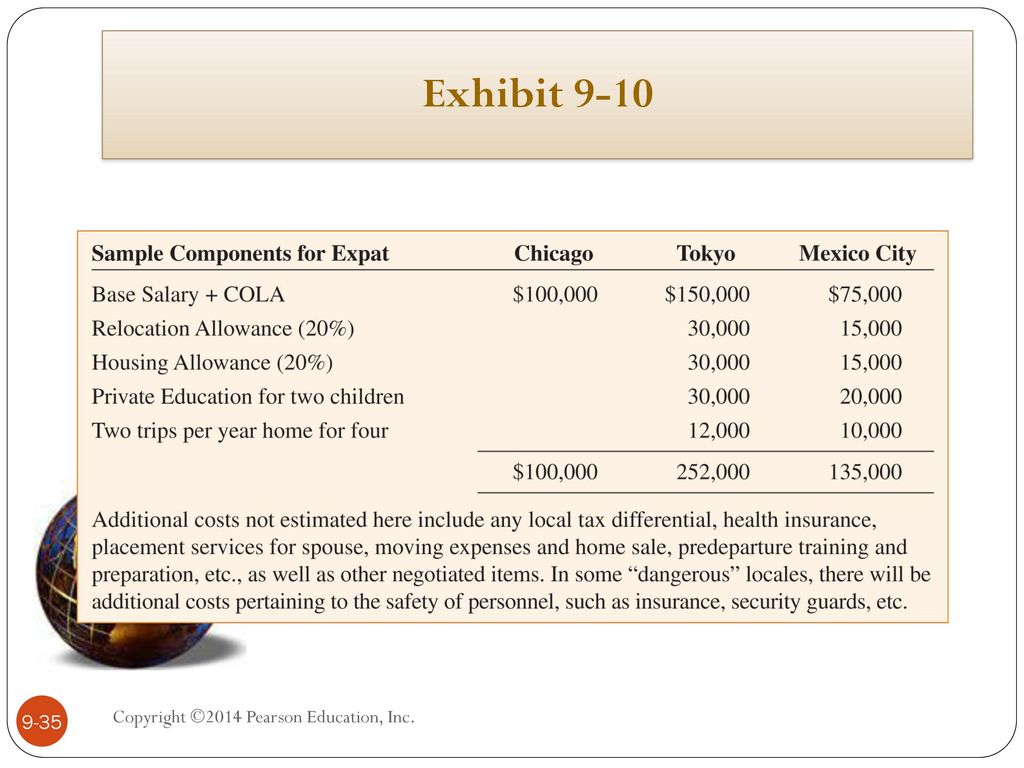 Exhibit 9-10
Sample Components for Expat Chicago Tokyo Mexico City
Base Salary + COLA $100,000 $150,000 $75,000
Relocation Allowance (20%) 30,000 15,000
Housing Allowance (20%) 30,000 15,000
Private Education for two children 30,000 20,000
Two trips per year home for four 12,000 10,000
$100,000 252,000 135,000
Additional costs not estimated here include any local tax differential, health insurance,
placement services for spouse, moving expenses and home sale, predeparture training and
preparation, etc., as well as other negotiated items. In some “dangerous” locales, there will be
additional costs pertaining to the safety of personnel, such as insurance, security guards, etc.
9-35 Copyright ©2014 Pearson Education, Inc.